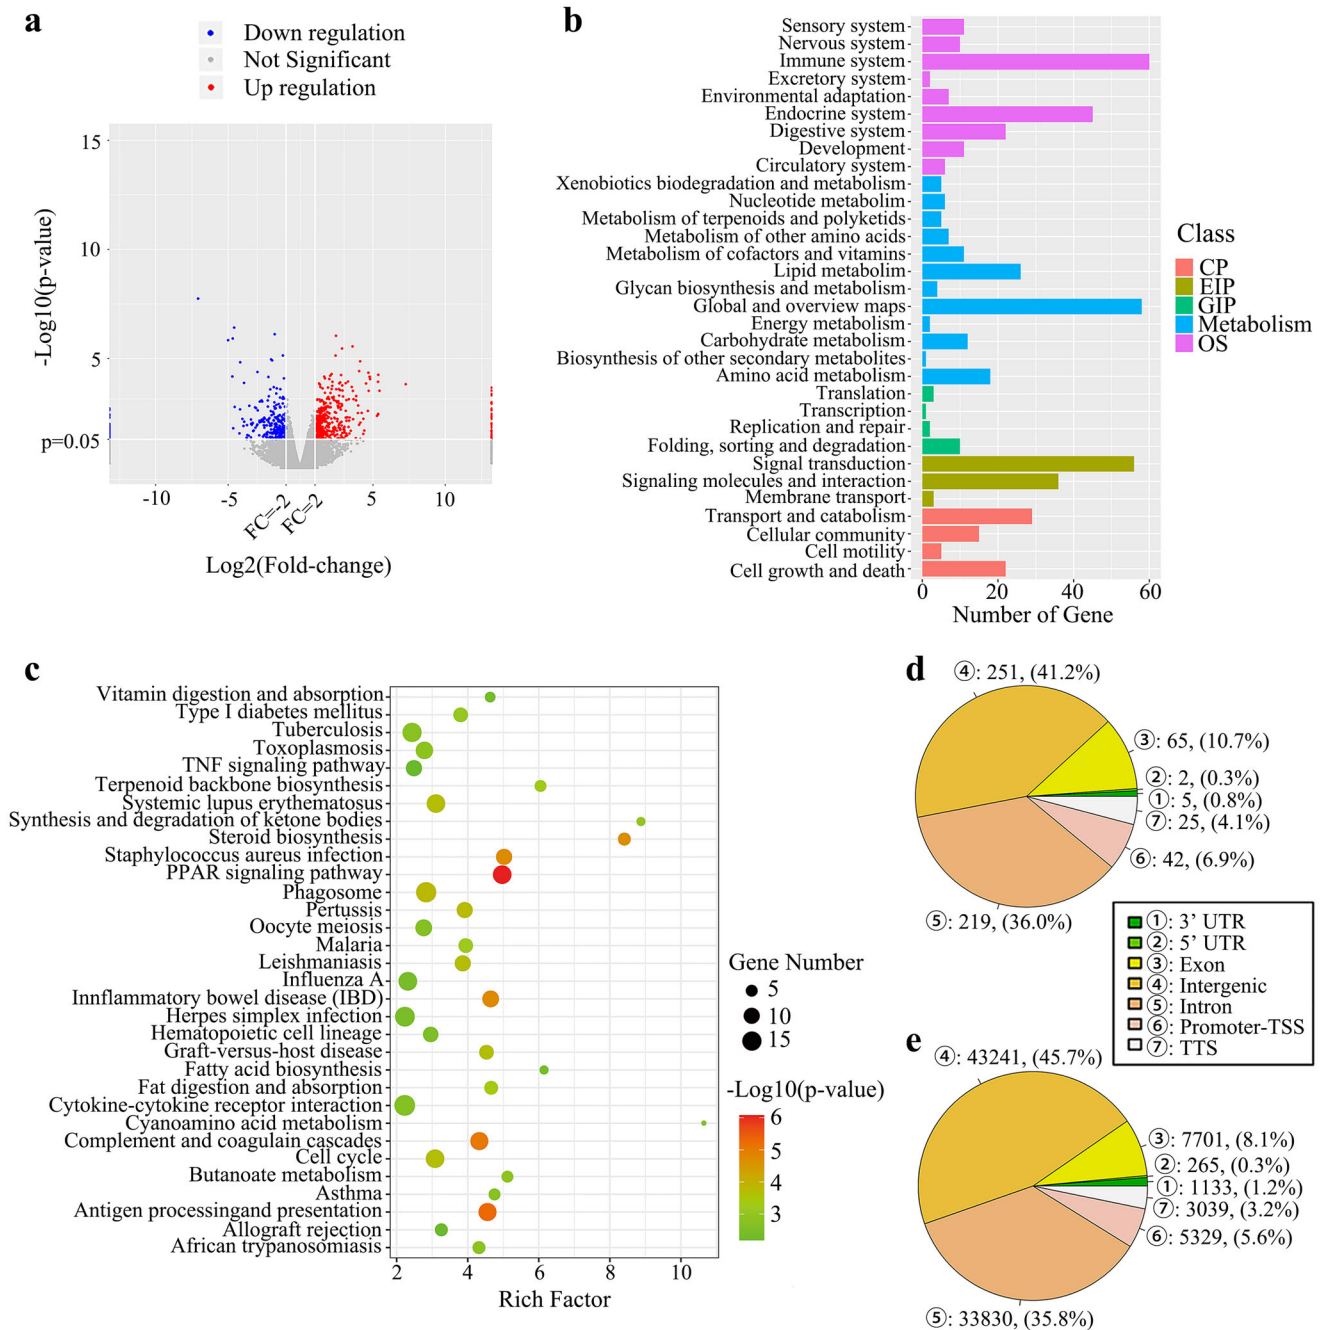 a
Down regulation
Not Significant
Up regulation
15
10
5
p=0.05
-Log10(p-value)
-10
-5
FC=-2
FC=2
5
10
Log2(Fold-change)
b
Sensory system
Nervous system
Immune system
Excretory system
Environmental adaptation
Endocrine system
Digestive system
Development
Circulatory system
Xenobiotics biodegradation and metabolism
Nucleotide metabolim
Metabolism of terpenoids and polyketids
Metabolism of other amino acids
Metabolism of cofactors and vitamins
Lipid metabolim
Glycan biosynthesis and metabolism
Global and overview maps
Energy metabolism
Carbohydrate metabolism
Biosynthesis of other secondary metabolites
Amino acid metabolism
Translation
Transcription
Replication and repair
Folding, sorting and degradation
Signal transduction
Signaling molecules and interaction
Membrane transport
Transport and catabolism
Cellular community
Cell motility
Cell growth and death
0
20
40
60
Number of Gene
Class
CP
EIP
GIP
Metabolism
OS
c
Vitamin digestion and absorption
Type I diabetes mellitus
Tuberculosis
Toxoplasmosis
TNF signaling pathway
Terpenoid backbone biosynthesis
Systemic lupus erythematosus
Synthesis and degradation of ketone bodies
Steroid biosynthesis
Staphylococcus aureus infection
PPAR signaling pathway
Phagosome
Pertussis
Oocyte meiosis
Malaria
Leishmaniasis
Influenza A
Innflammatory bowel disease (IBD)
Herpes simplex infection
Hematopoietic cell lineage
Graft-versus-host disease
Fatty acid biosynthesis
Fat digestion and absorption
Cytokine-cytokine receptor interaction
Cyanoamino acid metabolism
Complement and coagulain cascades
Cell cycle
Butanoate metabolism
Asthma
Antigen processingand presentation
Allograft rejection
African trypanosomiasis
2
4
6
8
10
Rich Factor
Gene Number
5
10
15
-Log10(p-value)
6
5
4
3
d
④: 251, (41.2%)
③: 65, (10.7%)
②: 2, (0.3%)
①: 5, (0.8%)
⑦: 25, (4.1%)
⑥: 42, (6.9%)
⑤: 219, (36.0%)
①: 3' UTR
②: 5' UTR
③: Exon
④: Intergenic
⑤: Intron
⑥: Promoter-TSS
⑦: TTS
e
④: 43241, (45.7%)
③: 7701, (8.1%)
②: 265, (0.3%)
①: 1133, (1.2%)
⑦: 3039, (3.2%)
⑥: 5329, (5.6%)
⑤: 33830, (35.8%)